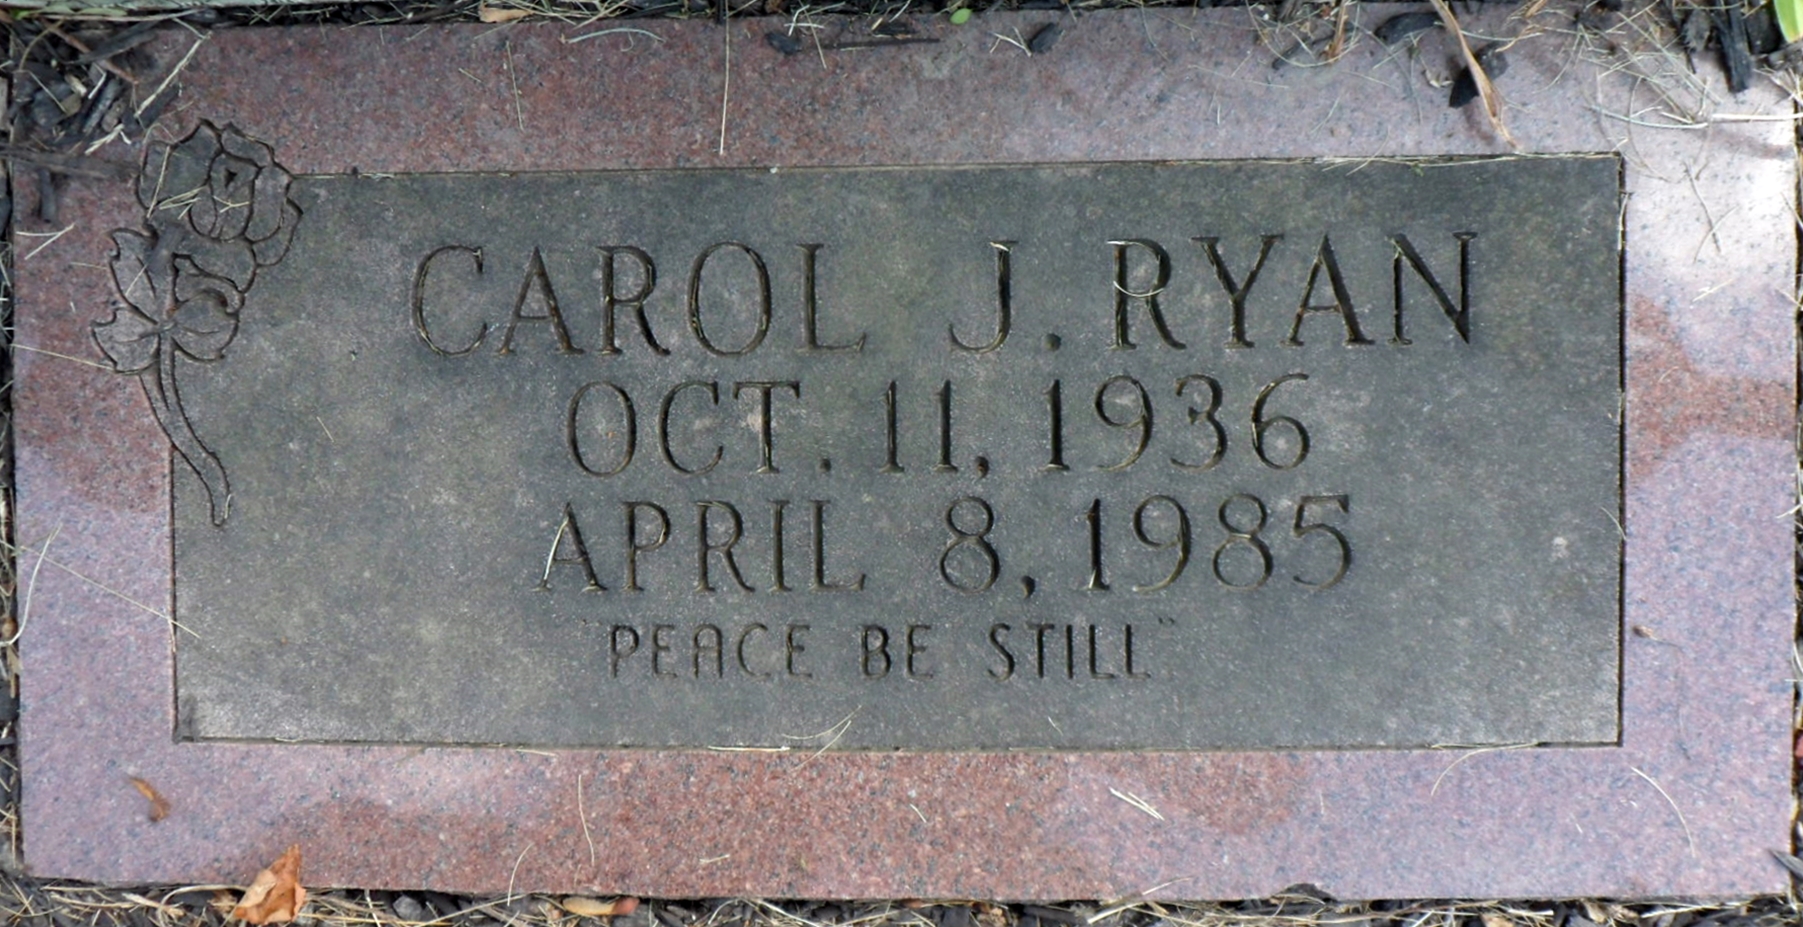 CAROL J. RYAN
OCT. 11, 1936
APRIL 8, 1985
"PEACE BE STILL"